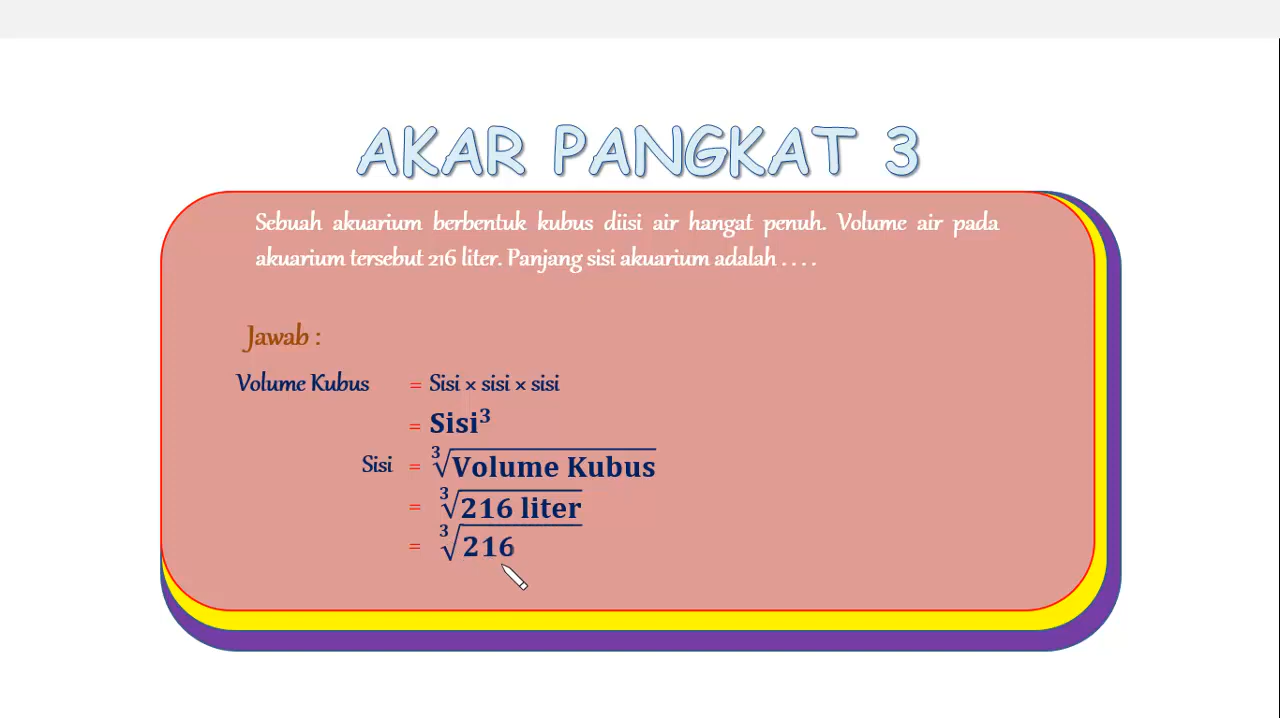 AKAR PANGKAT 3
Sebuah akuarium berbentuk kubus diisi air hangat penuh. Volume air pada
akuarium tersebut 216 liter. Panjang sisi akuarium adalah . . . .
Jawab :
Volume Kubus = Sisi × sisi × sisi
= Sisi³
Sisi = ∛Volume Kubus
= ∛216 liter
= ∛216